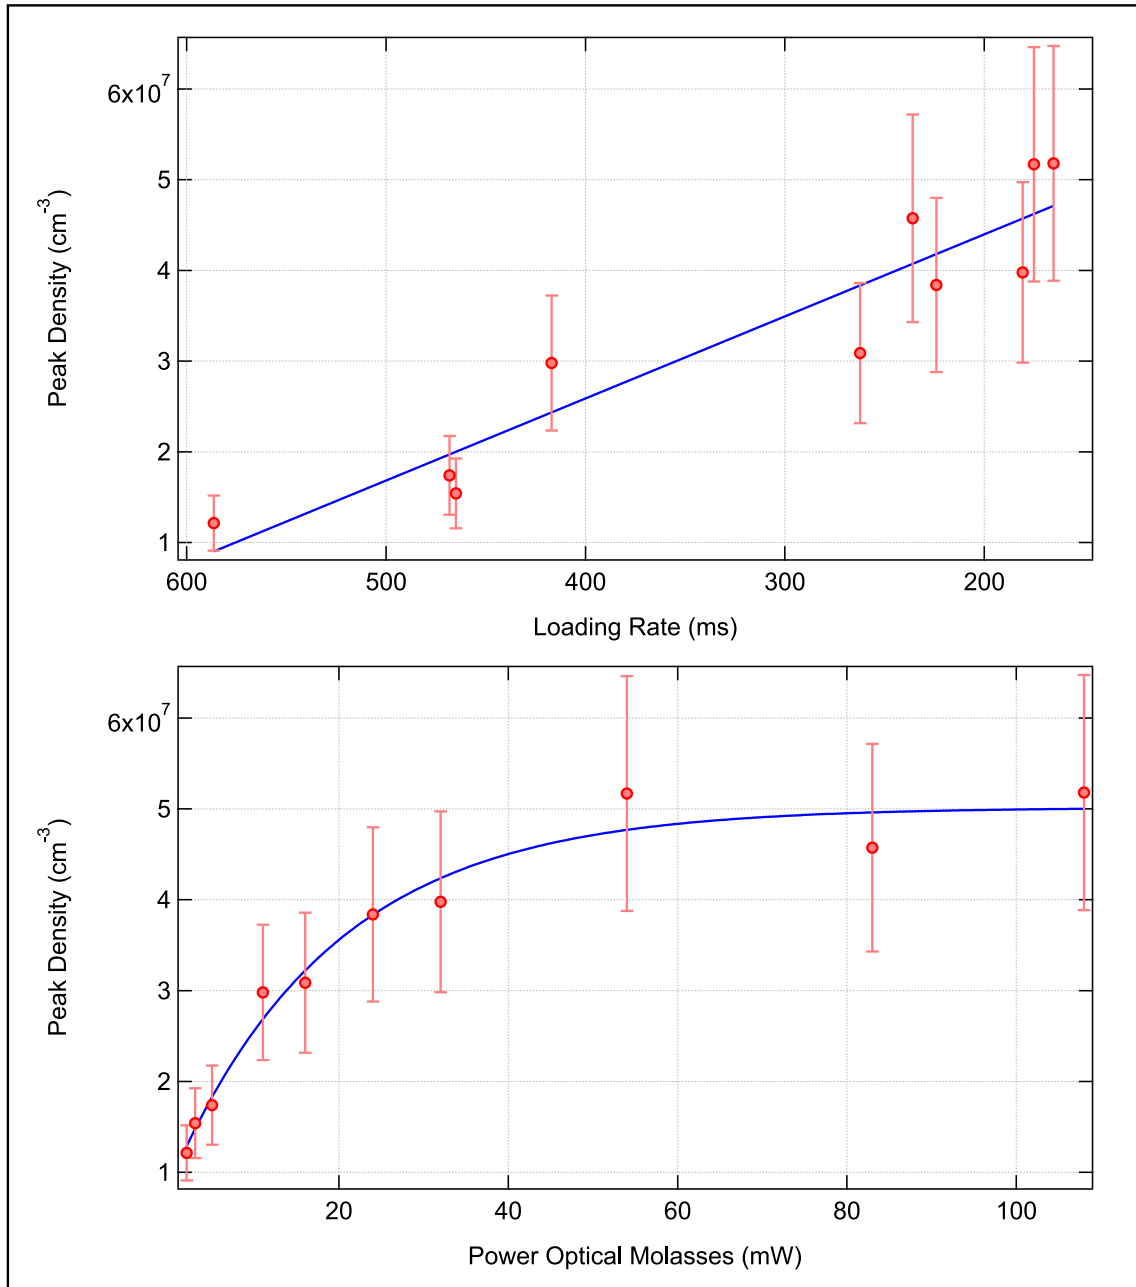 6x10⁷
5
4
3
2
1
Peak Density (cm⁻³)
600 500 400 300 200
Loading Rate (ms)
6x10⁷
5
4
3
2
1
Peak Density (cm⁻³)
20 40 60 80 100
Power Optical Molasses (mW)